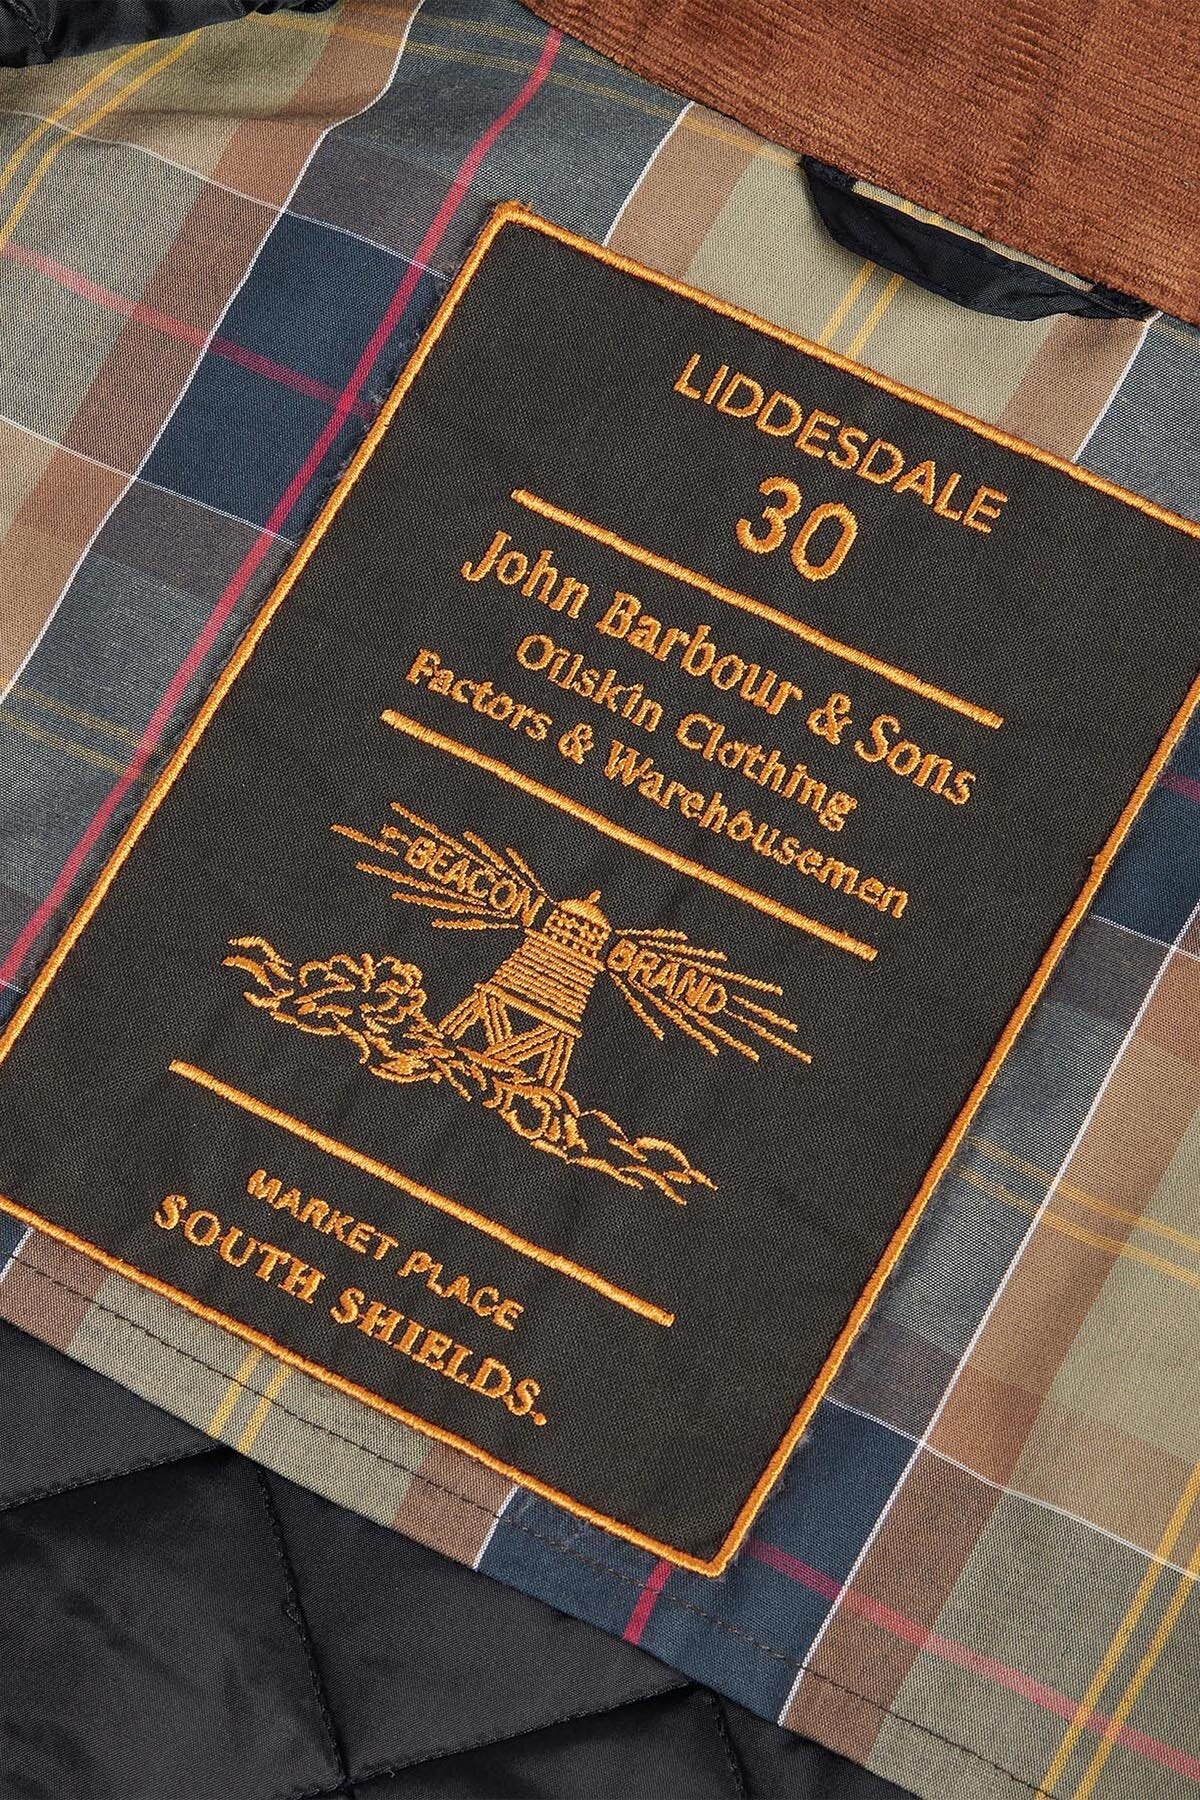 LIDDESDALE
30
John Barbour & Sons
Oilskin Clothing
Factors & Warehousemen
BEACON BRAND
MARKET PLACE
SOUTH SHIELDS.